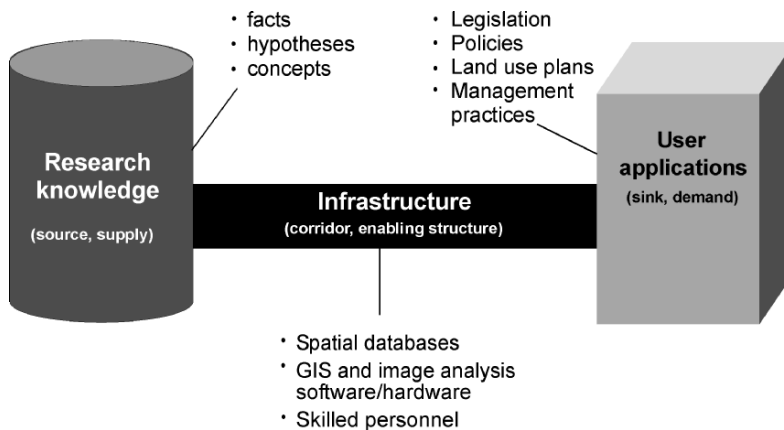 • facts
• hypotheses
• concepts
• Legislation
• Policies
• Land use plans
• Management
practices
Research
knowledge
(source, supply)
Infrastructure
(corridor, enabling structure)
User
applications
(sink, demand)
• Spatial databases
• GIS and image analysis
software/hardware
• Skilled personnel